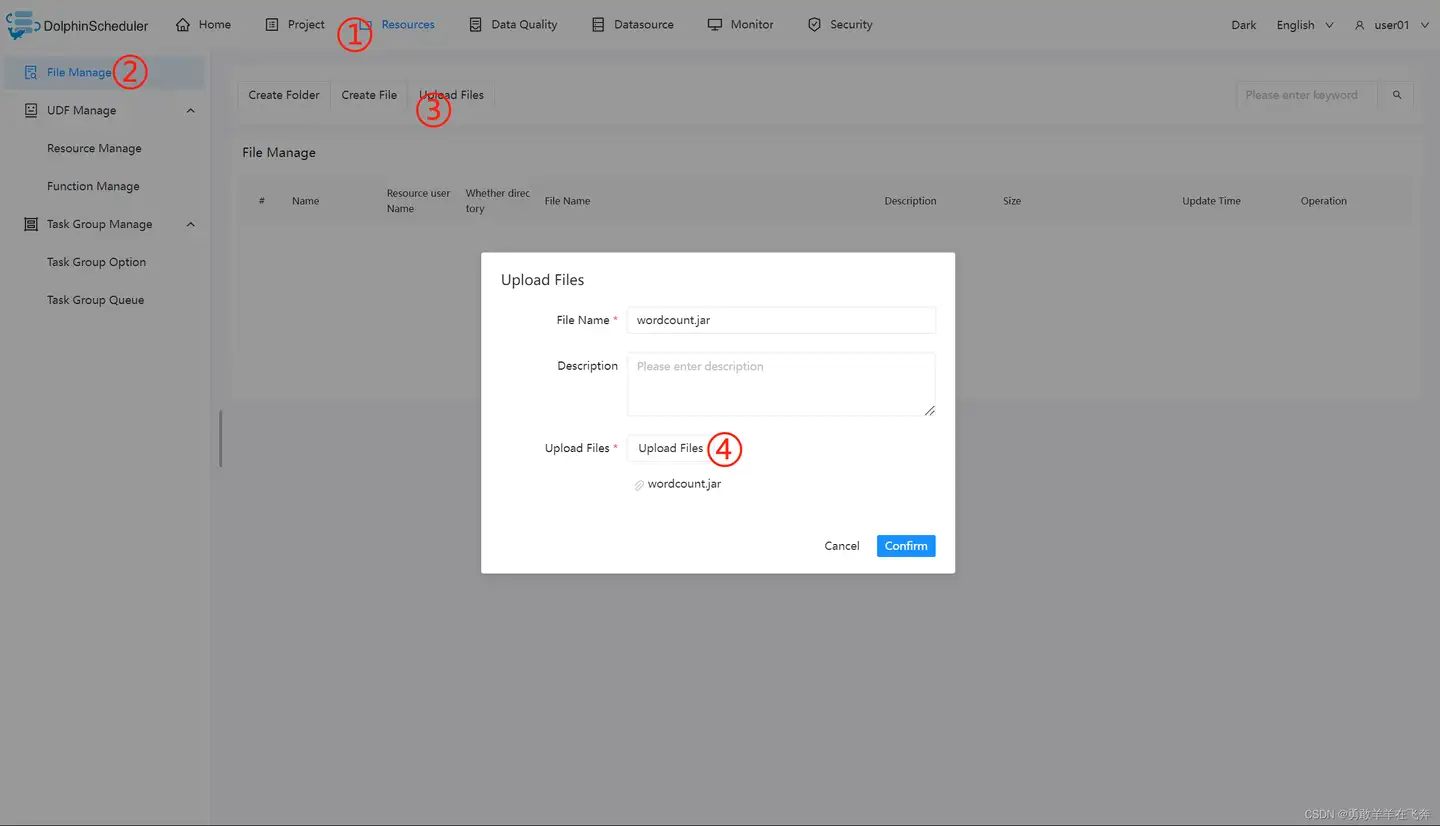 DolphinScheduler Home Project Resources Data Quality Datasource Monitor Security Dark English user01
①
File Manage ②
UDF Manage
Resource Manage
Function Manage
Task Group Manage
Task Group Option
Task Group Queue
Create Folder Create File Upload Files Please enter keyword
③
File Manage
# Name Resource user Name Whether direc tory File Name Description Size Update Time Operation
Upload Files
File Name * wordcount.jar
Description Please enter description
Upload Files * Upload Files ④
wordcount.jar
Cancel Confirm
CSDN @勇敢羊羊在飞奔